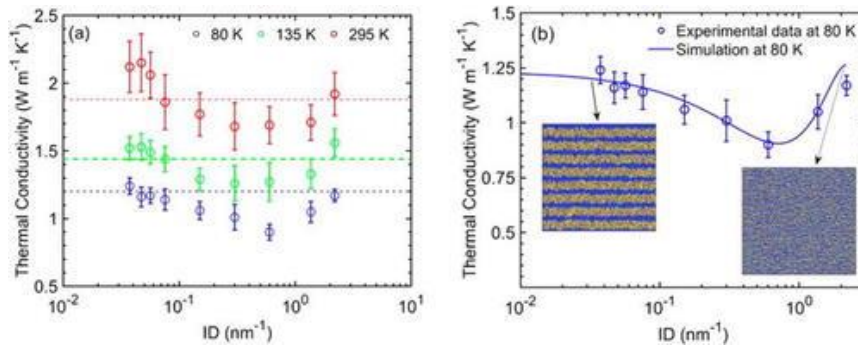 (a)
80 K
135 K
295 K
Thermal Conductivity (W m⁻¹ K⁻¹)
2.5
2
1.5
1
0.5
10⁻²
10⁻¹
10⁰
10¹
ID (nm⁻¹)
(b)
Experimental data at 80 K
Simulation at 80 K
Thermal Conductivity (W m⁻¹ K⁻¹)
1.5
1.25
1
0.75
0.5
10⁻²
10⁻¹
10⁰
ID (nm⁻¹)